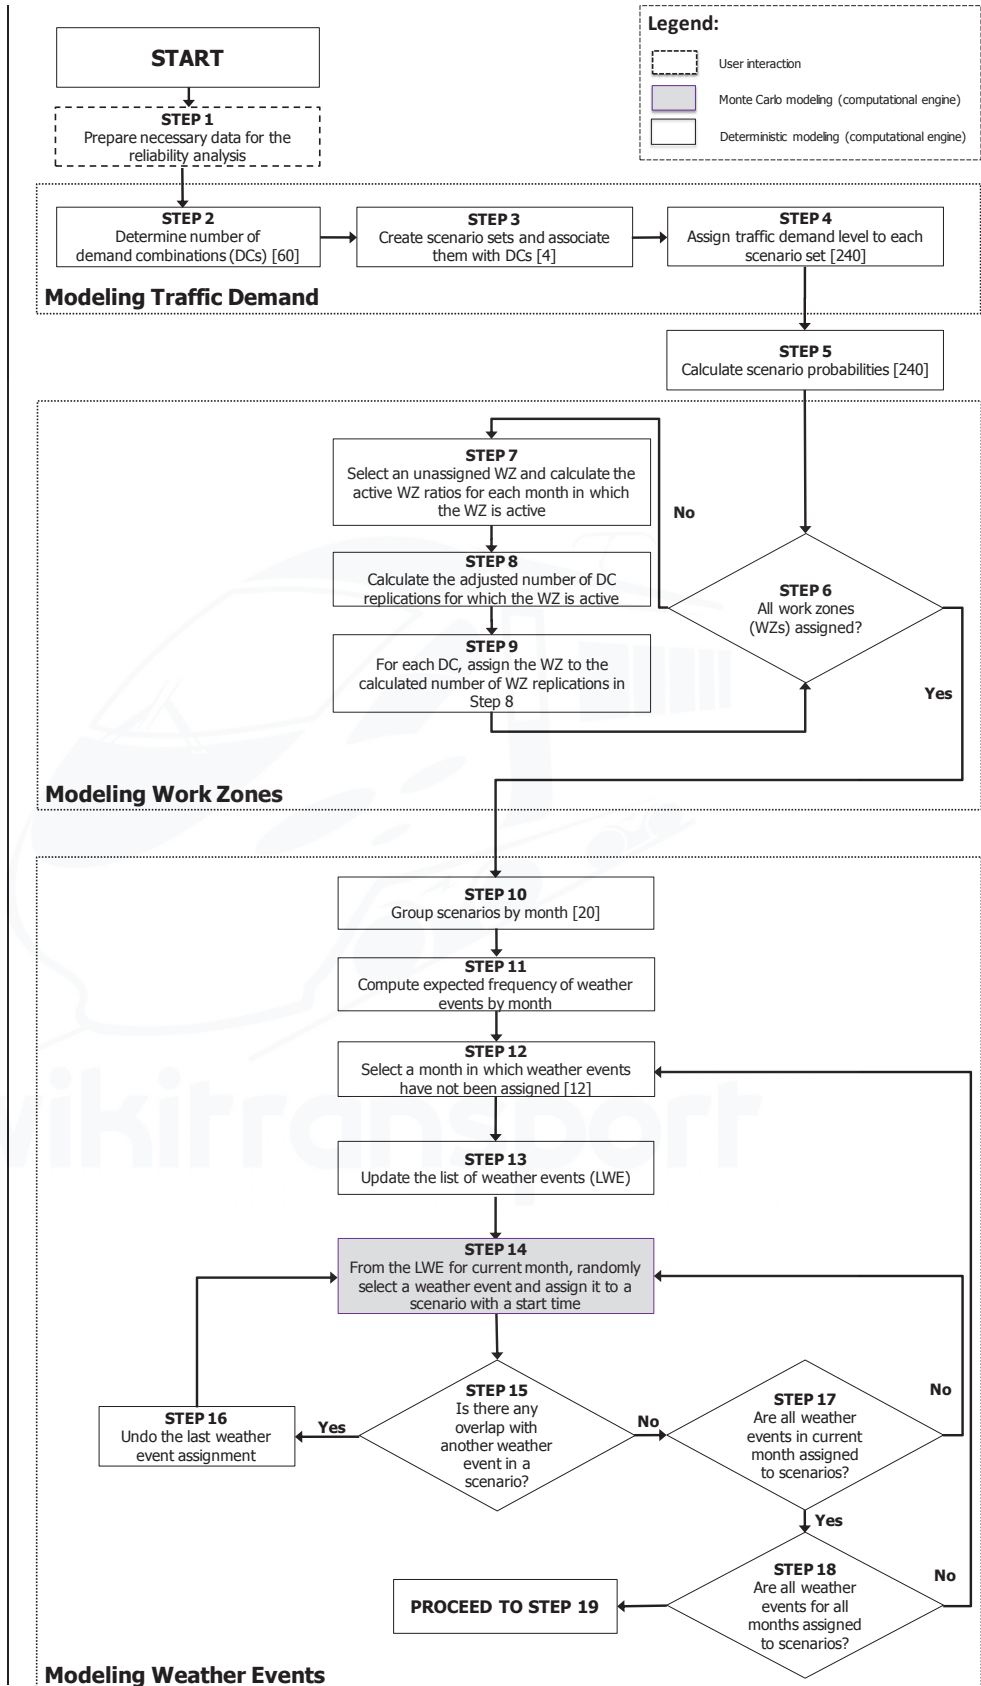 Legend:
User interaction
Monte Carlo modeling (computational engine)
Deterministic modeling (computational engine)
START
STEP 1
Prepare necessary data for the
reliability analysis
STEP 2
Determine number of
demand combinations (DCs) [60]
STEP 3
Create scenario sets and associate
them with DCs [4]
STEP 4
Assign traffic demand level to each
scenario set [240]
Modeling Traffic Demand
STEP 5
Calculate scenario probabilities [240]
STEP 7
Select an unassigned WZ and calculate the
active WZ ratios for each month in which
the WZ is active
No
STEP 8
Calculate the adjusted number of DC
replications for which the WZ is active
STEP 6
All work zones
(WZs) assigned?
STEP 9
For each DC, assign the WZ to the
calculated number of WZ replications in
Step 8
Yes
Modeling Work Zones
STEP 10
Group scenarios by month [20]
STEP 11
Compute expected frequency of weather
events by month
STEP 12
Select a month in which weather events
have not been assigned [12]
wikitransport
STEP 13
Update the list of weather events (LWE)
STEP 14
From the LWE for current month, randomly
select a weather event and assign it to a
scenario with a start time
STEP 16
Undo the last weather
event assignment
Yes
STEP 15
Is there any
overlap with
another weather
event in a
scenario?
No
STEP 17
Are all weather
events in current
month assigned
to scenarios?
No
Yes
STEP 18
Are all weather
events for all
months assigned
to scenarios?
No
PROCEED TO STEP 19
Modeling Weather Events